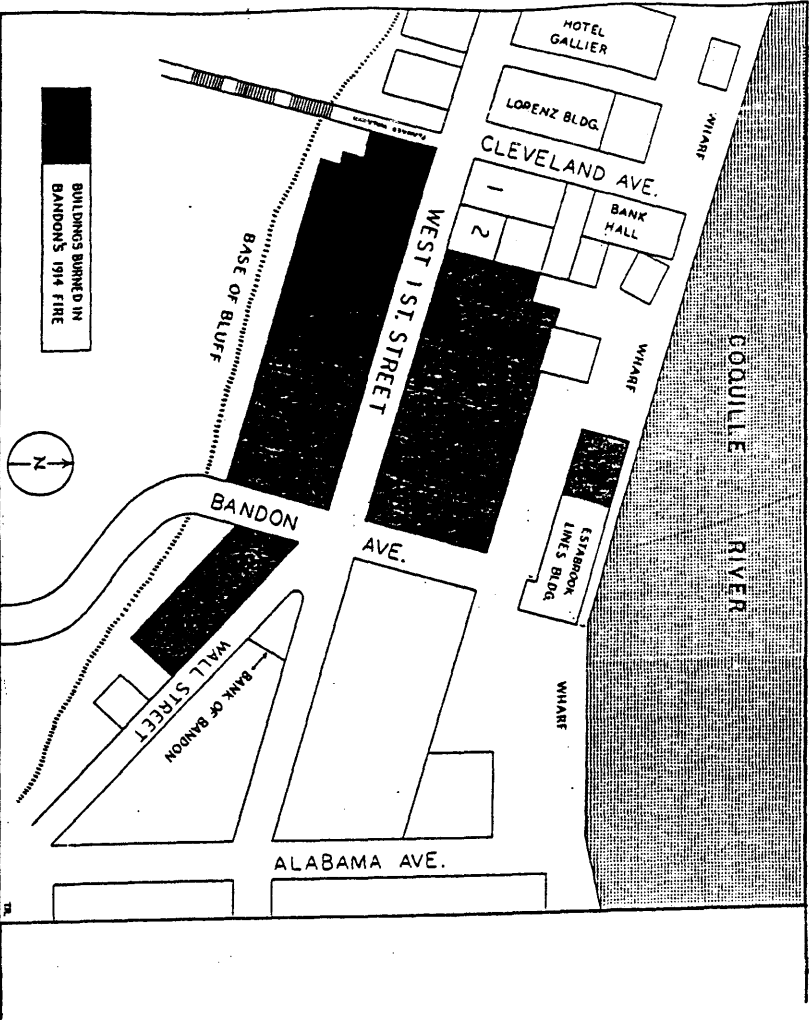 HOTEL
GALLIER
LORENZ BLDG.
WHARF
CLEVELAND AVE.
BANK
HALL
1
2
WEST 1ST. STREET
WHARF
COQUILLE RIVER
BASE OF BLUFF
BUILDINGS BURNED IN
BANDON'S 1914 FIRE
N
BANDON AVE.
ESTABROOK
LINES BLDG.
WHARF
WALL STREET
BANK OF BANDON
ALABAMA AVE.